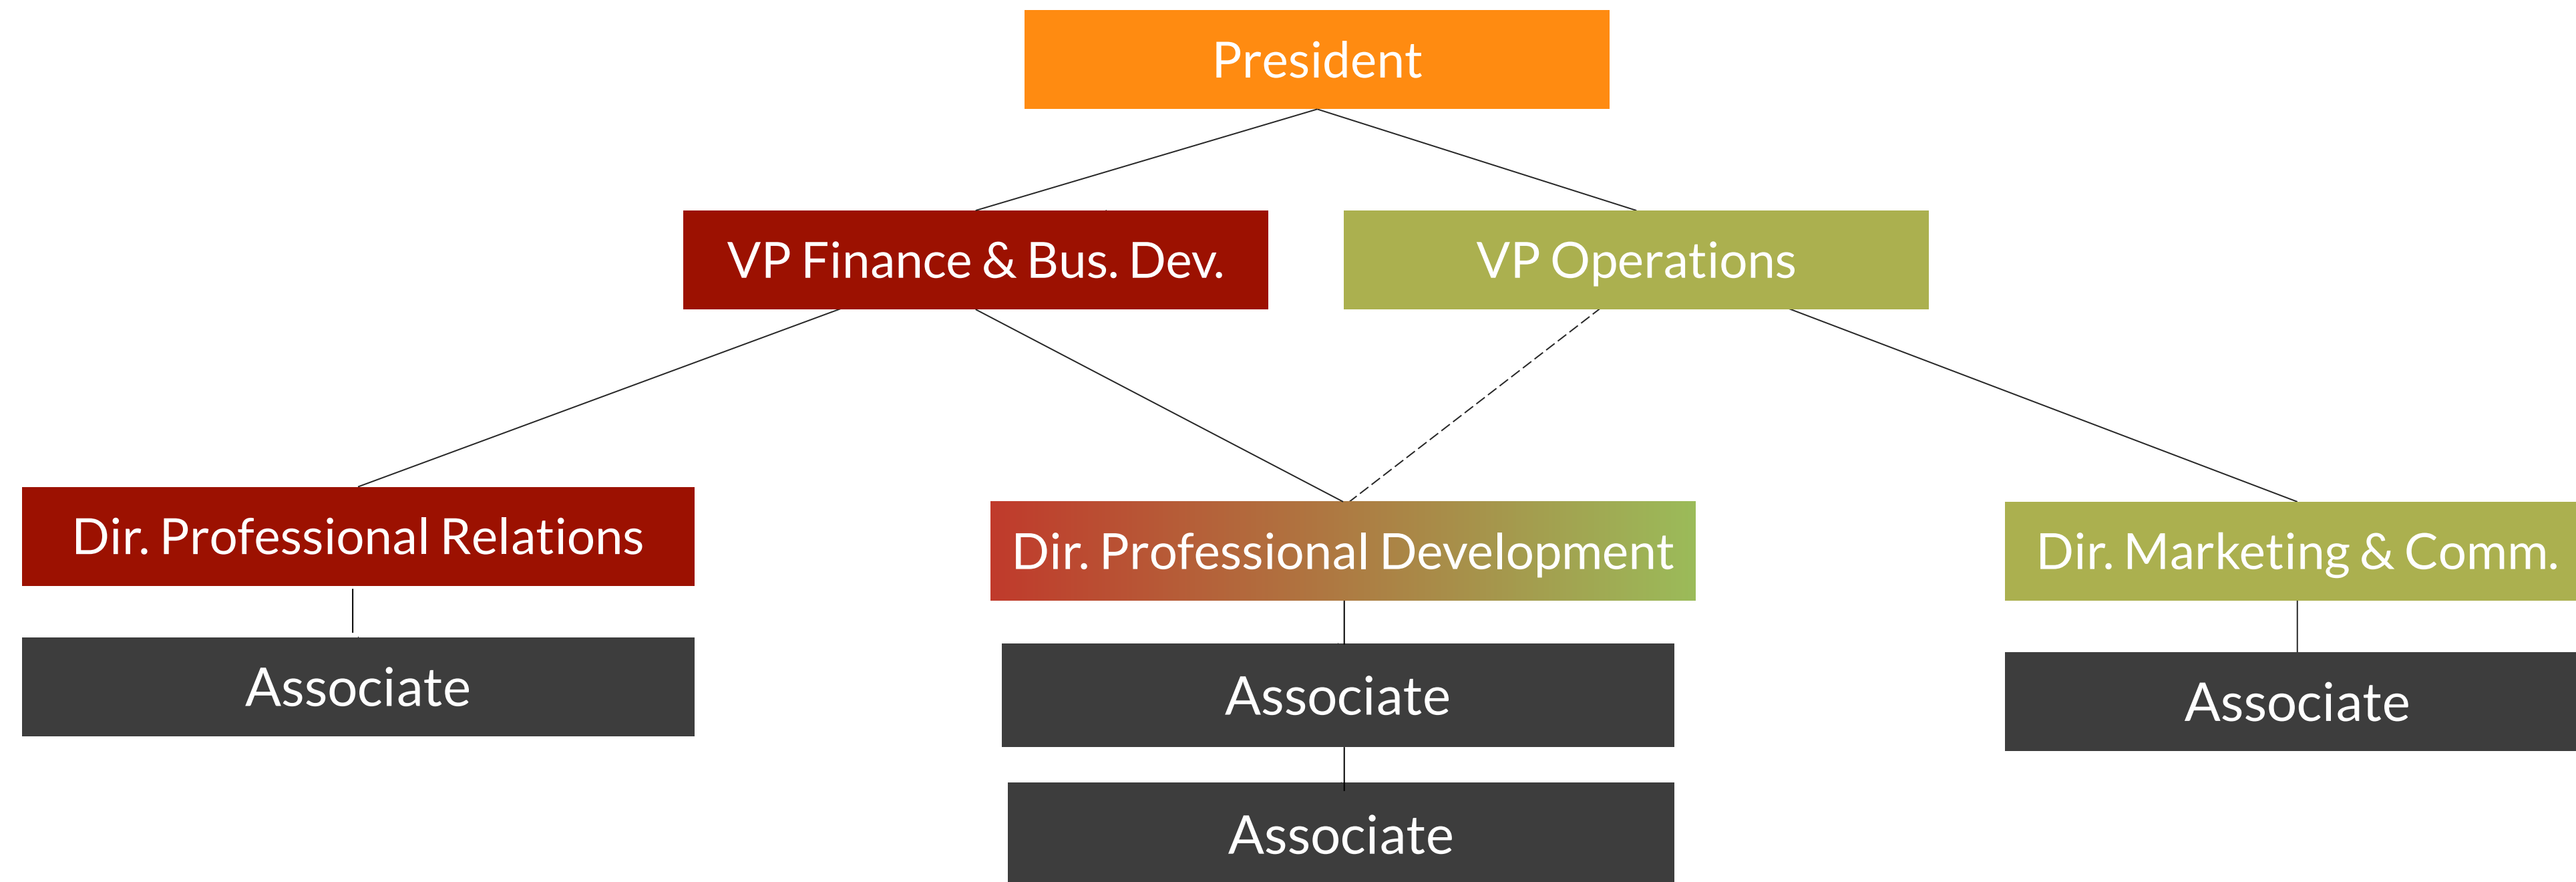 President
VP Finance & Bus. Dev.
VP Operations
Dir. Professional Relations
Dir. Professional Development
Dir. Marketing & Comm.
Associate
Associate
Associate
Associate